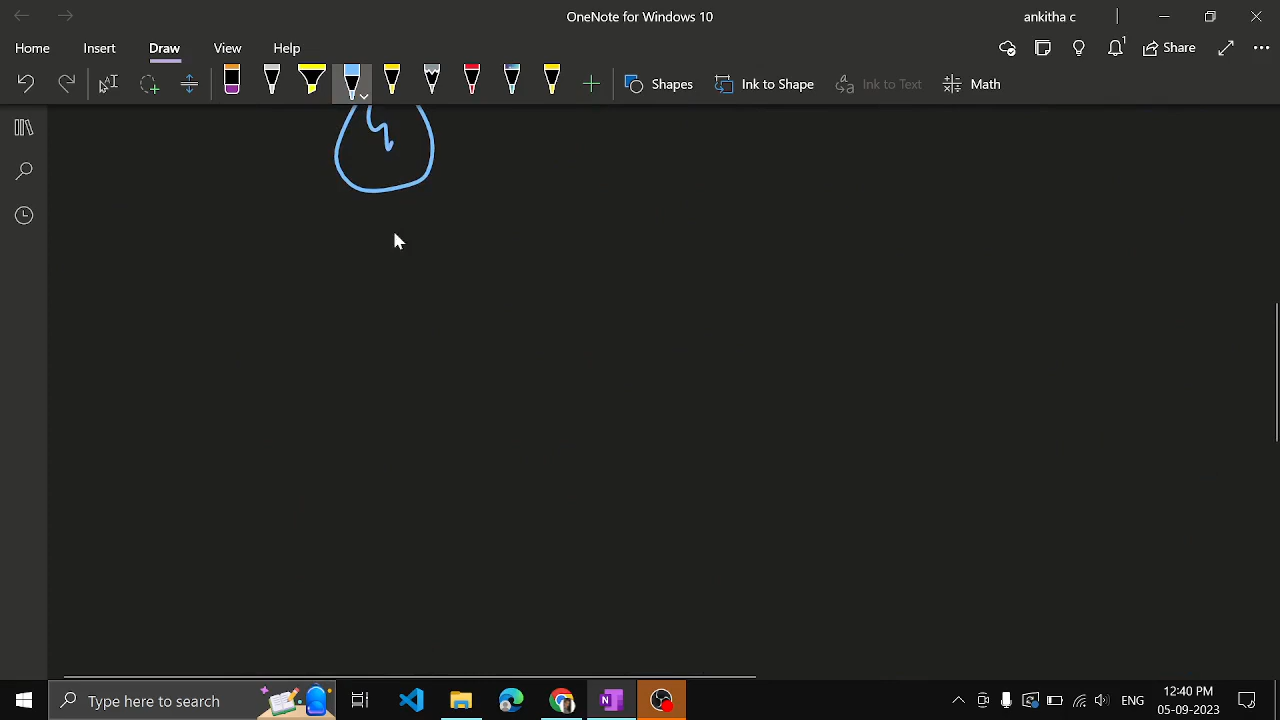 OneNote for Windows 10
ankitha c
Home Insert Draw View Help
Share
Shapes
Ink to Shape
Ink to Text
Math
Type here to search
ENG
12:40 PM
05-09-2023